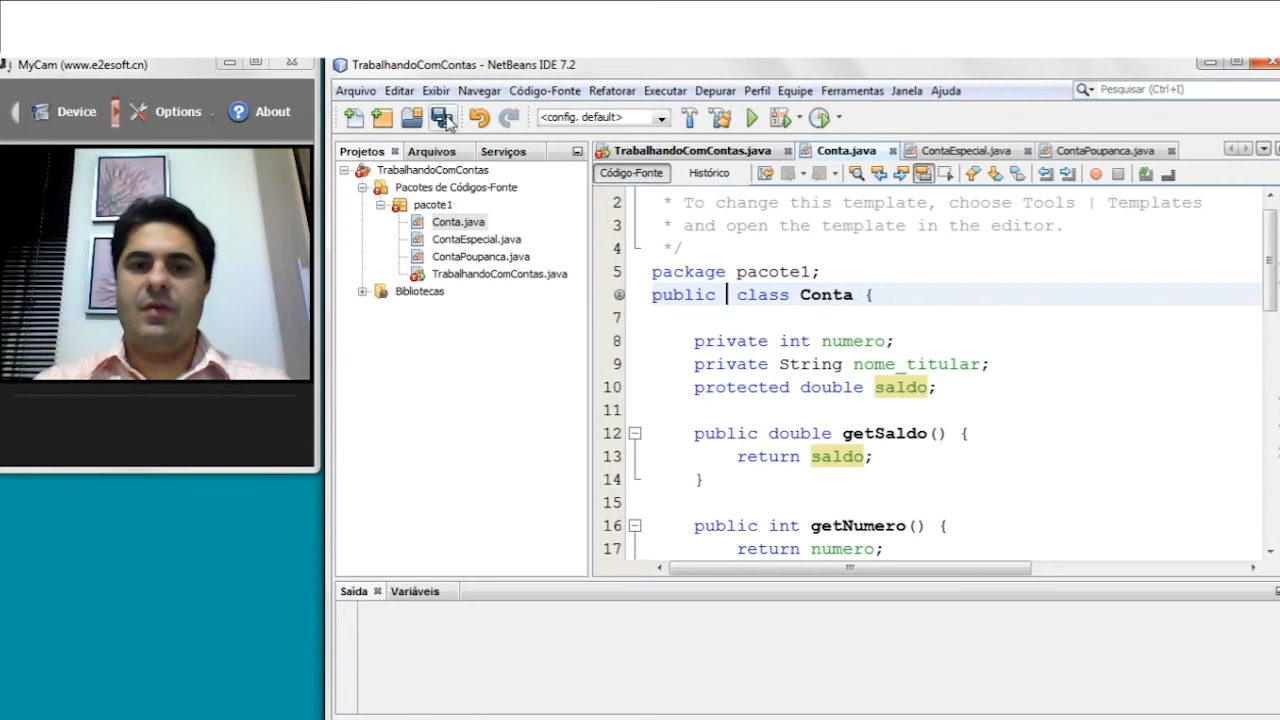 MyCam (www.e2esoft.cn)
Device
Options
About
TrabalhandoComContas - NetBeans IDE 7.2
Arquivo Editar Exibir Navegar Código-Fonte Refatorar Executar Depurar Perfil Equipe Ferramentas Janela Ajuda
Pesquisar (Ctrl+I)
<config. default>
Projetos Arquivos Serviços
TrabalhandoComContas
Pacotes de Códigos-Fonte
pacote1
Conta.java
ContaEspecial.java
ContaPoupanca.java
TrabalhandoComContas.java
Bibliotecas
TrabalhandoComContas.java Conta.java ContaEspecial.java ContaPoupanca.java
Código-Fonte Histórico
2 * To change this template, choose Tools | Templates
3 * and open the template in the editor.
4 */
5 package pacote1;
public class Conta {
7
8 private int numero;
9 private String nome_titular;
10 protected double saldo;
11
12 public double getSaldo() {
13 return saldo;
14 }
15
16 public int getNumero() {
17 return numero;
Saída Variáveis